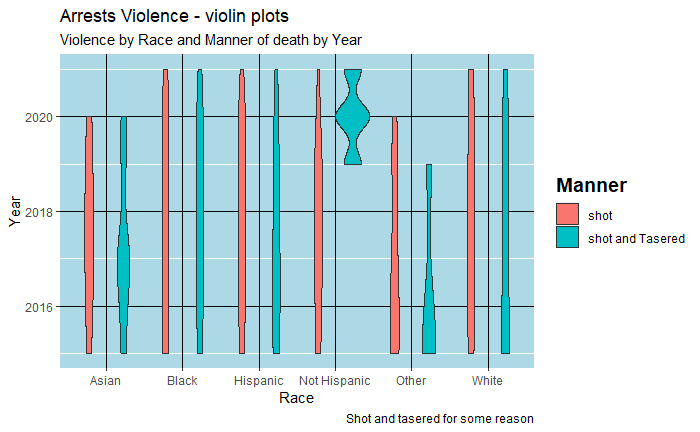 Arrests Violence - violin plots
Violence by Race and Manner of death by Year
2020
2018
2016
Year
Asian Black Hispanic Not Hispanic Other White
Race
Shot and tasered for some reason
Manner
shot
shot and Tasered